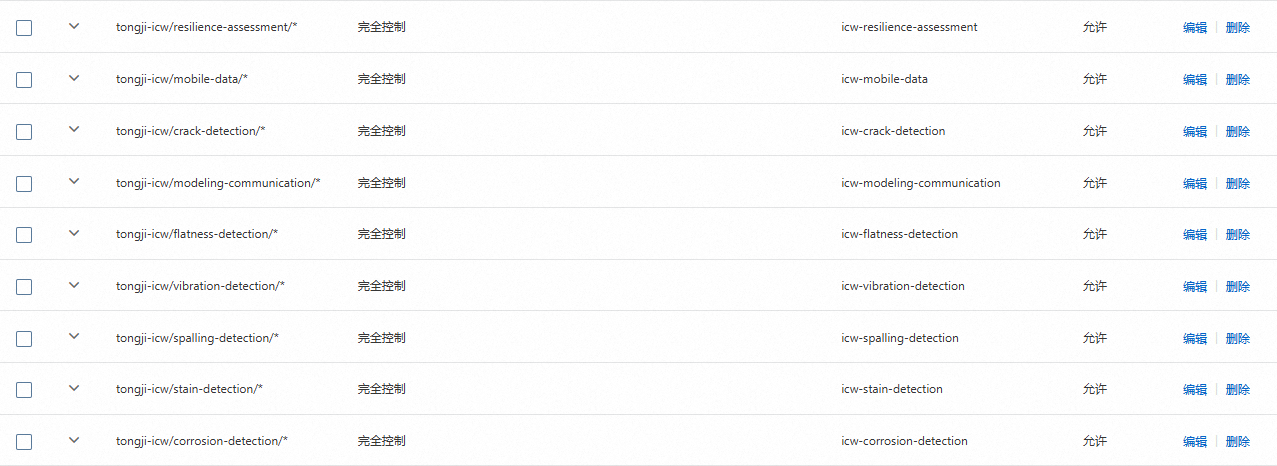 tongji-icw/resilience-assessment/* 完全控制 icw-resilience-assessment 允许 编辑 删除
tongji-icw/mobile-data/* 完全控制 icw-mobile-data 允许 编辑 删除
tongji-icw/crack-detection/* 完全控制 icw-crack-detection 允许 编辑 删除
tongji-icw/modeling-communication/* 完全控制 icw-modeling-communication 允许 编辑 删除
tongji-icw/flatness-detection/* 完全控制 icw-flatness-detection 允许 编辑 删除
tongji-icw/vibration-detection/* 完全控制 icw-vibration-detection 允许 编辑 删除
tongji-icw/spalling-detection/* 完全控制 icw-spalling-detection 允许 编辑 删除
tongji-icw/stain-detection/* 完全控制 icw-stain-detection 允许 编辑 删除
tongji-icw/corrosion-detection/* 完全控制 icw-corrosion-detection 允许 编辑 删除